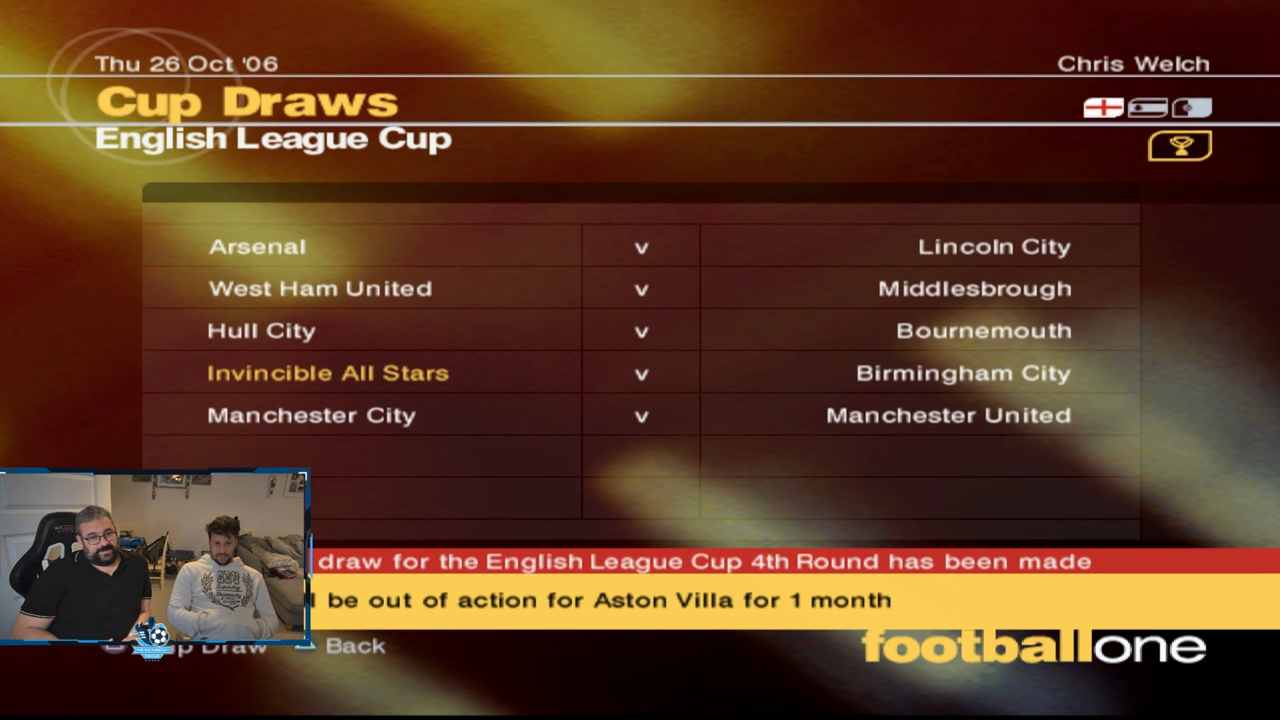 Thu 26 Oct '06
Chris Welch
Cup Draws
English League Cup
Arsenal v Lincoln City
West Ham United v Middlesbrough
Hull City v Bournemouth
Invincible All Stars v Birmingham City
Manchester City v Manchester United
draw for the English League Cup 4th Round has been made
be out of action for Aston Villa for 1 month
Draw
Back
footballone